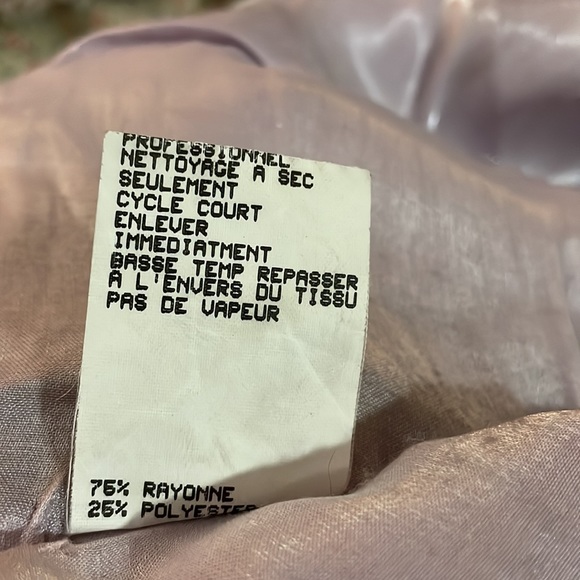 PROFESSIONNEL
NETTOYAGE A SEC
SEULEMENT
CYCLE COURT
ENLEVER
IMMEDIATMENT
BASSE TEMP REPASSER
À L'ENVERS DU TISSU
PAS DE VAPEUR
75% RAYONNE
25% POLYESTER